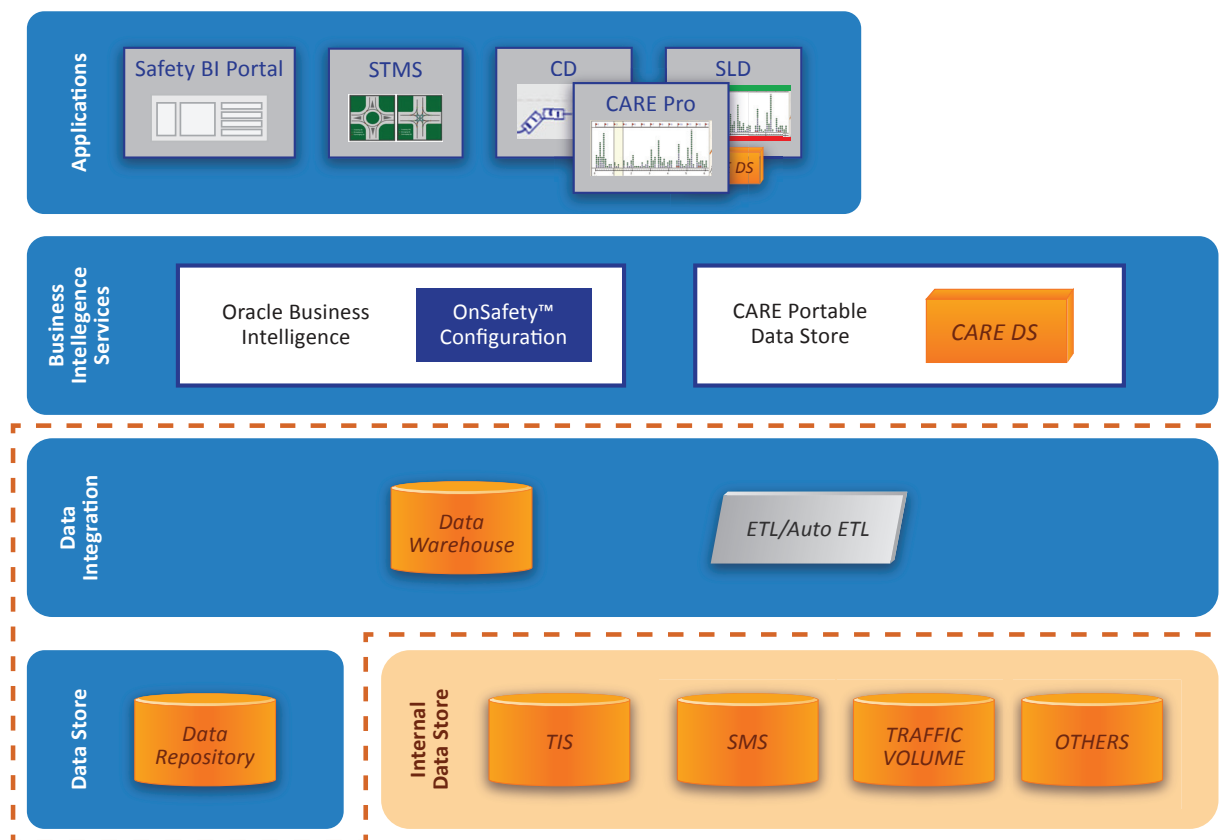 Applications
Safety BI Portal
STMS
CD
SLD
CARE Pro
DS
Business
Intellegence
Services
Oracle Business
Intelligence
OnSafety™
Configuration
CARE Portable
Data Store
CARE DS
Data
Integration
Data
Warehouse
ETL/Auto ETL
Data Store
Data
Repository
Internal
Data Store
TIS
SMS
TRAFFIC
VOLUME
OTHERS